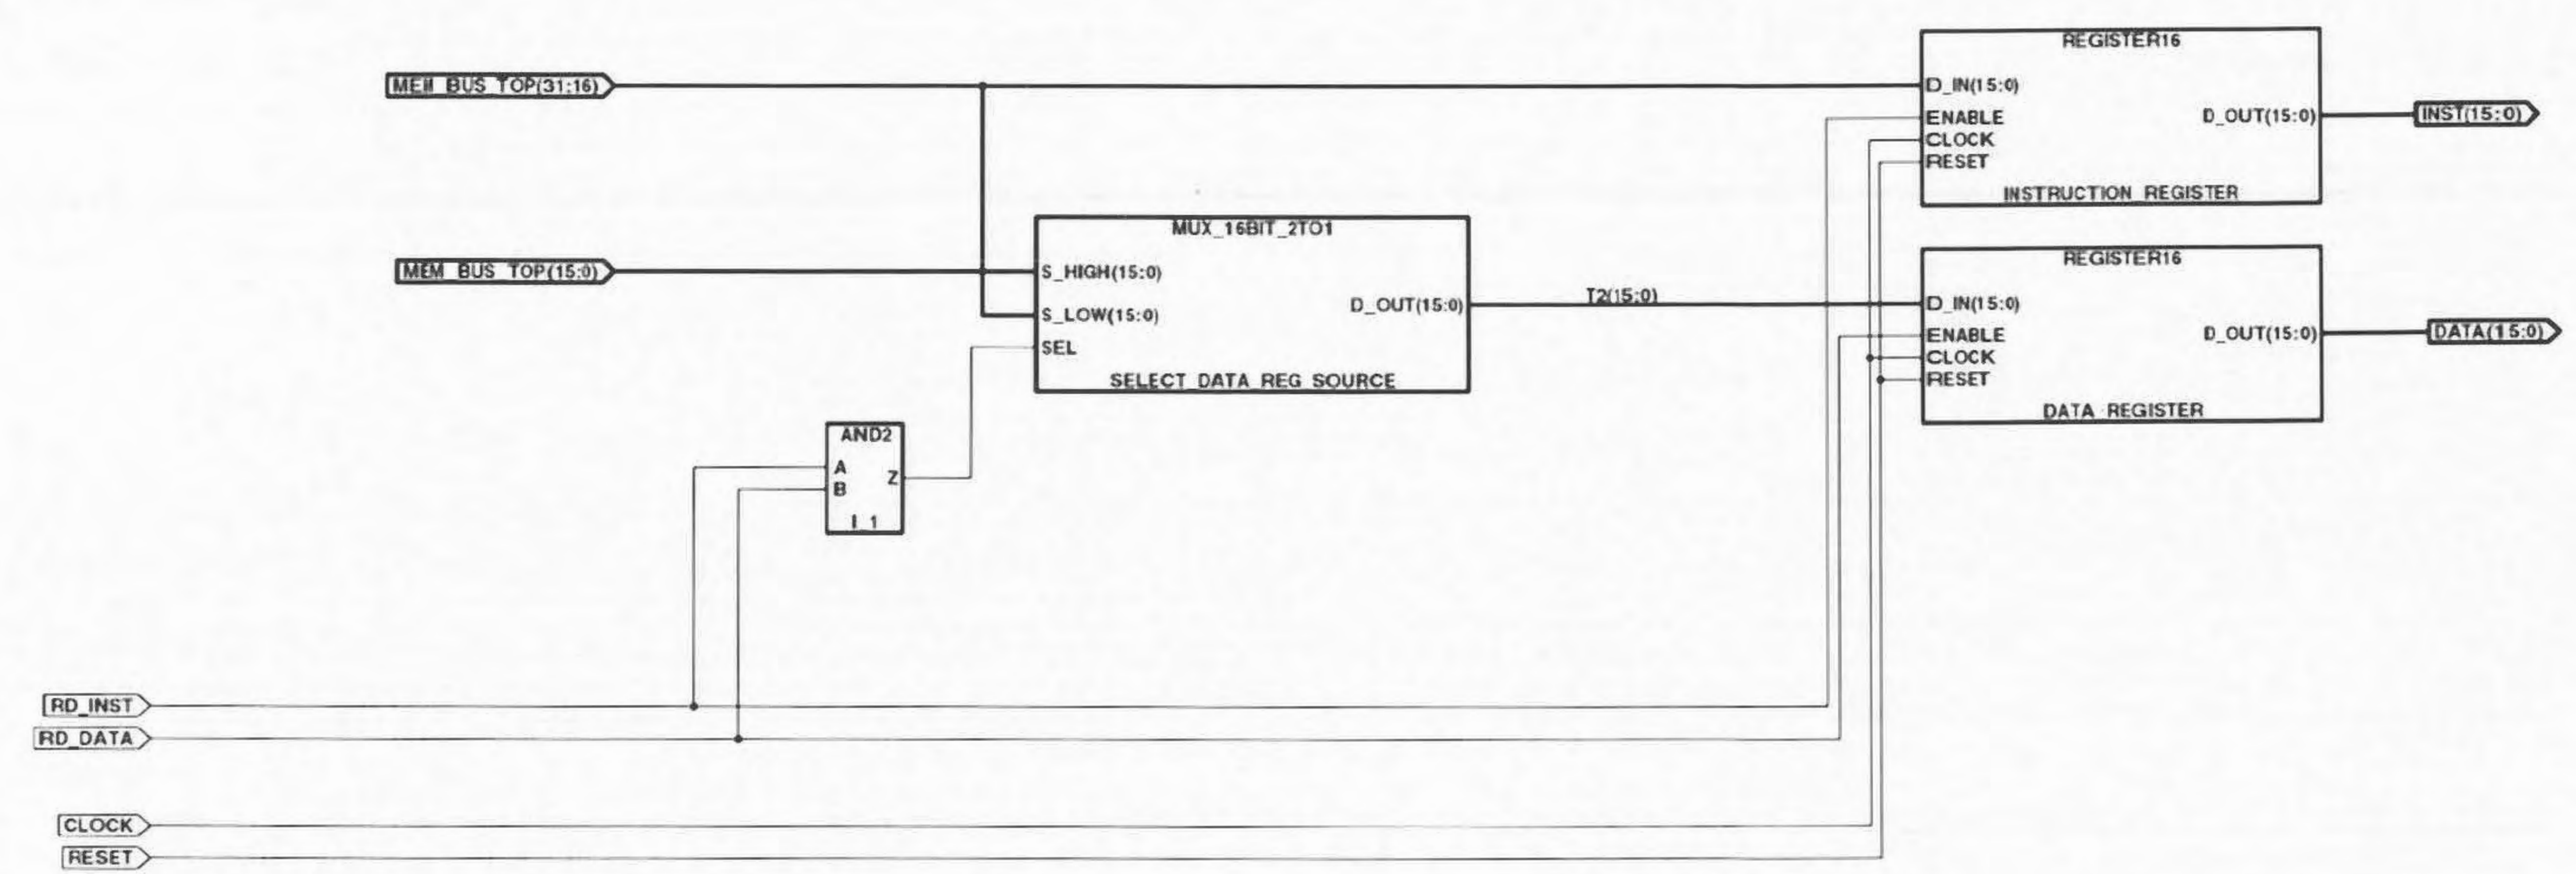 REGISTER16
MEM_BUS_TOP(31:16)
D_IN(15:0)
ENABLE
D_OUT(15:0)
INST(15:0)
CLOCK
RESET
INSTRUCTION_REGISTER
MUX_16BIT_2TO1
REGISTER16
MEM_BUS_TOP(15:0)
S_HIGH(15:0)
D_OUT(15:0)
T2(15:0)
D_IN(15:0)
S_LOW(15:0)
ENABLE
D_OUT(15:0)
DATA(15:0)
SEL
CLOCK
SELECT_DATA_REG_SOURCE
RESET
DATA_REGISTER
AND2
A
Z
B
I_1
RD_INST
RD_DATA
CLOCK
RESET